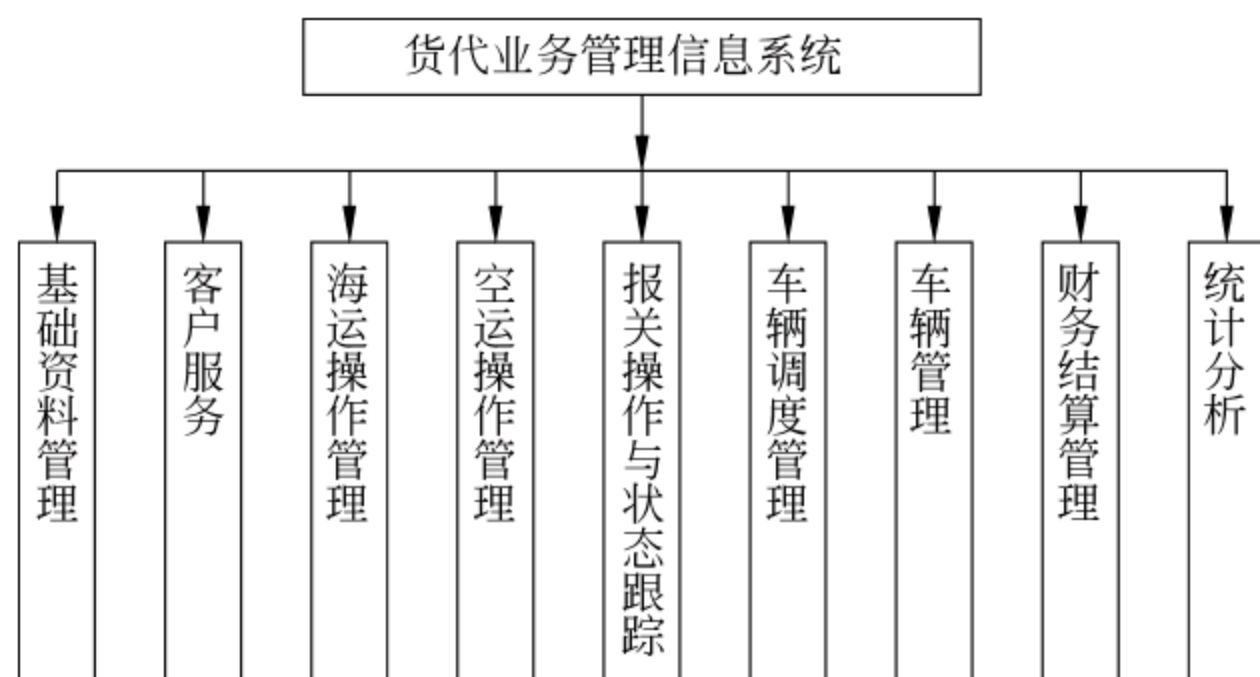 货代业务管理信息系统
基础资料管理
客户服务
海运操作管理
空运操作管理
报关操作与状态跟踪
车辆调度管理
车辆管理
财务结算管理
统计分析